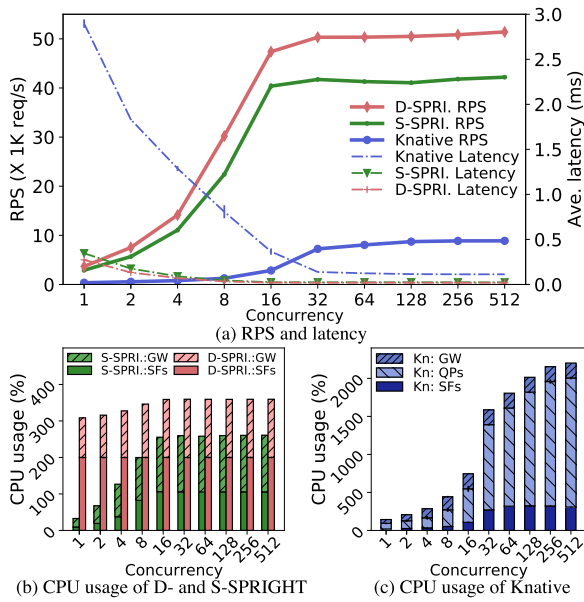 50
40
30
20
10
0
RPS (X 1K req/s)
3.0
2.5
2.0
1.5
1.0
0.5
0.0
Ave. latency (ms)
D-SPRI. RPS
S-SPRI. RPS
Knative RPS
Knative Latency
S-SPRI. Latency
D-SPRI. Latency
1 2 4 8 16 32 64 128 256 512
Concurrency
(a) RPS and latency
S-SPRI.::GW D-SPRI.::GW
S-SPRI.::SFs D-SPRI.::SFs
400
300
200
100
0
CPU usage (%)
1 2 4 8 16 32 64 128 256 512
Concurrency
(b) CPU usage of D- and S-SPRIGHT
Kn: GW
Kn: QPs
Kn: SFs
2000
1500
500
0
CPU usage (%)
1 2 4 8 16 32 64 128 256 512
Concurrency
(c) CPU usage of Knative